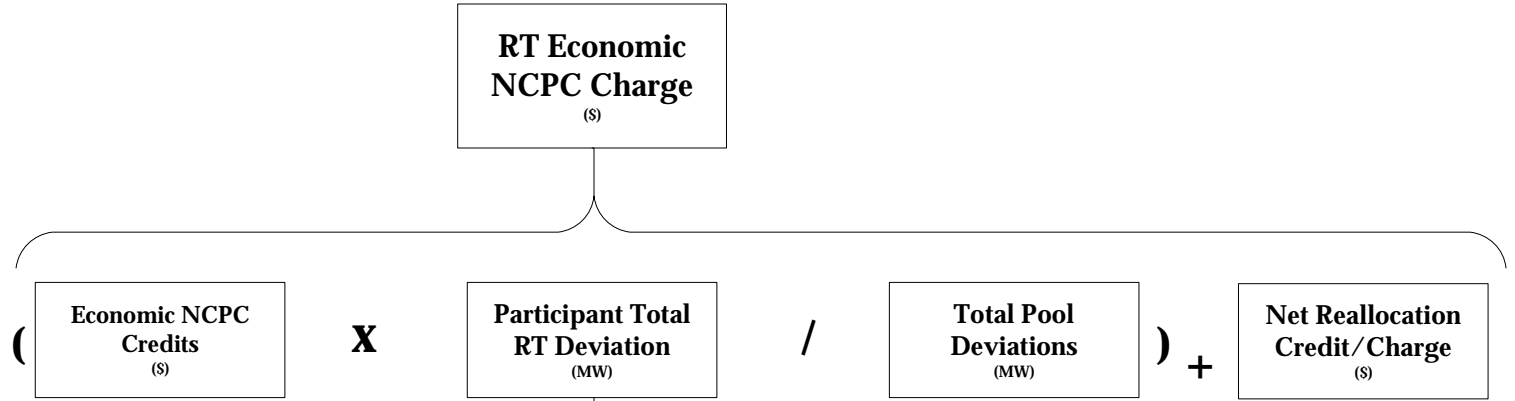 RT Economic
NCPC Charge
($)
( Economic NCPC
Credits
($)
X
Participant Total
RT Deviation
(MW)
/
Total Pool
Deviations
(MW)
)
+
Net Reallocation
Credit/Charge
($)